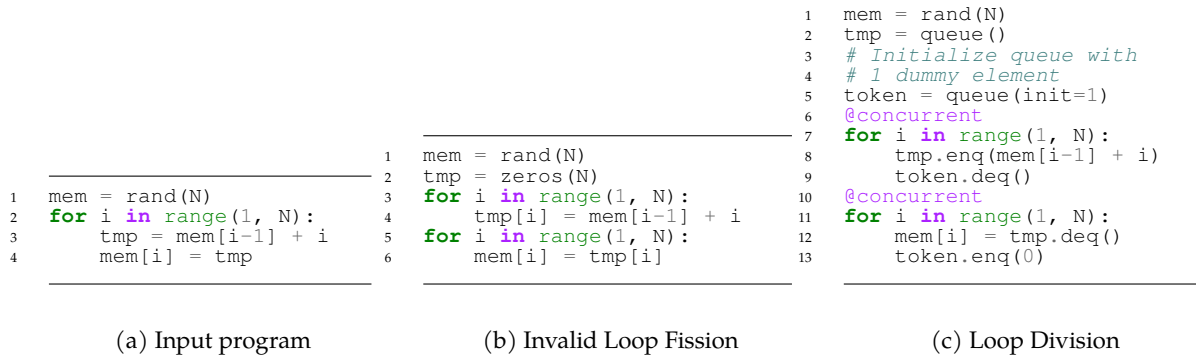 1 mem = rand(N)
2 for i in range(1, N):
3     tmp = mem[i-1] + i
4     mem[i] = tmp
(a) Input program
1 mem = rand(N)
2 tmp = zeros(N)
3 for i in range(1, N):
4     tmp[i] = mem[i-1] + i
5 for i in range(1, N):
6     mem[i] = tmp[i]
(b) Invalid Loop Fission
1 mem = rand(N)
2 tmp = queue()
3 # Initialize queue with
4 # 1 dummy element
5 token = queue(init=1)
6 @concurrent
7 for i in range(1, N):
8     tmp.enq(mem[i-1] + i)
9     token.deq()
10 @concurrent
11 for i in range(1, N):
12     mem[i] = tmp.deq()
13     token.enq(0)
(c) Loop Division